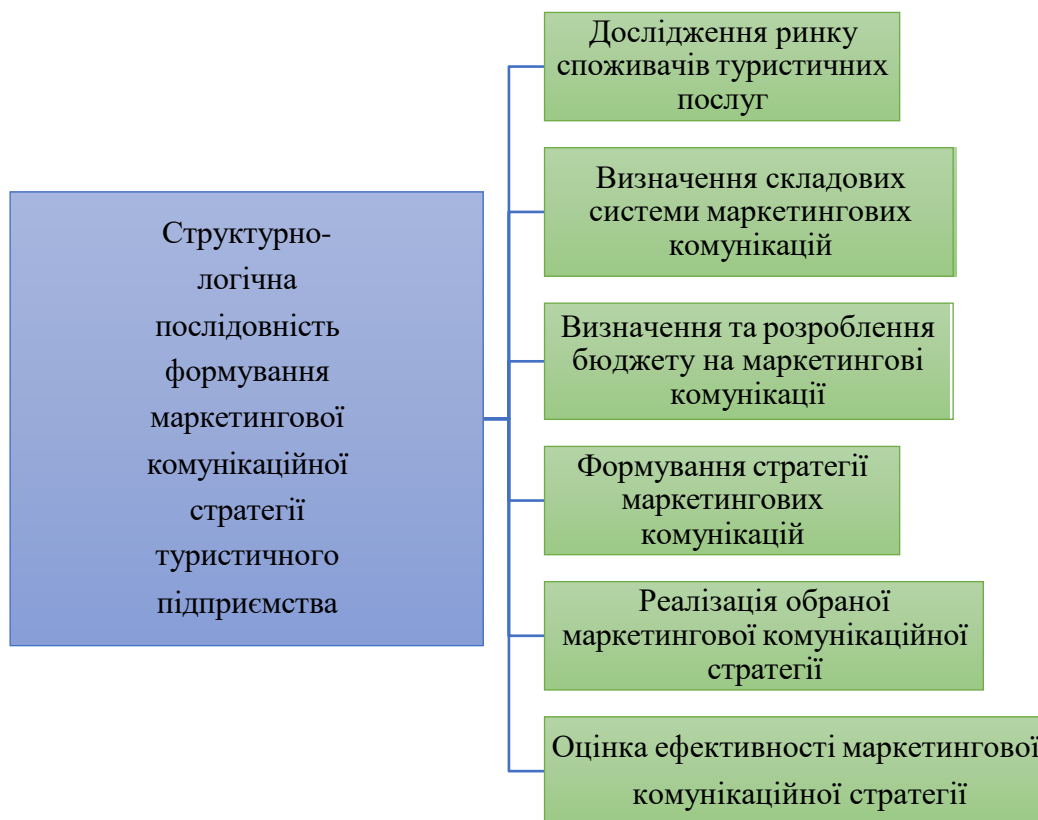 Структурно-
логічна
послідовність
формування
маркетингової
комунікаційної
стратегії
туристичного
підприємства
Дослідження ринку
споживачів туристичних
послуг
Визначення складових
системи маркетингових
комунікацій
Визначення та розроблення
бюджету на маркетингові
комунікації
Формування стратегії
маркетингових
комунікацій
Реалізація обраної
маркетингової комунікаційної
стратегії
Оцінка ефективності маркетингової
комунікаційної стратегії